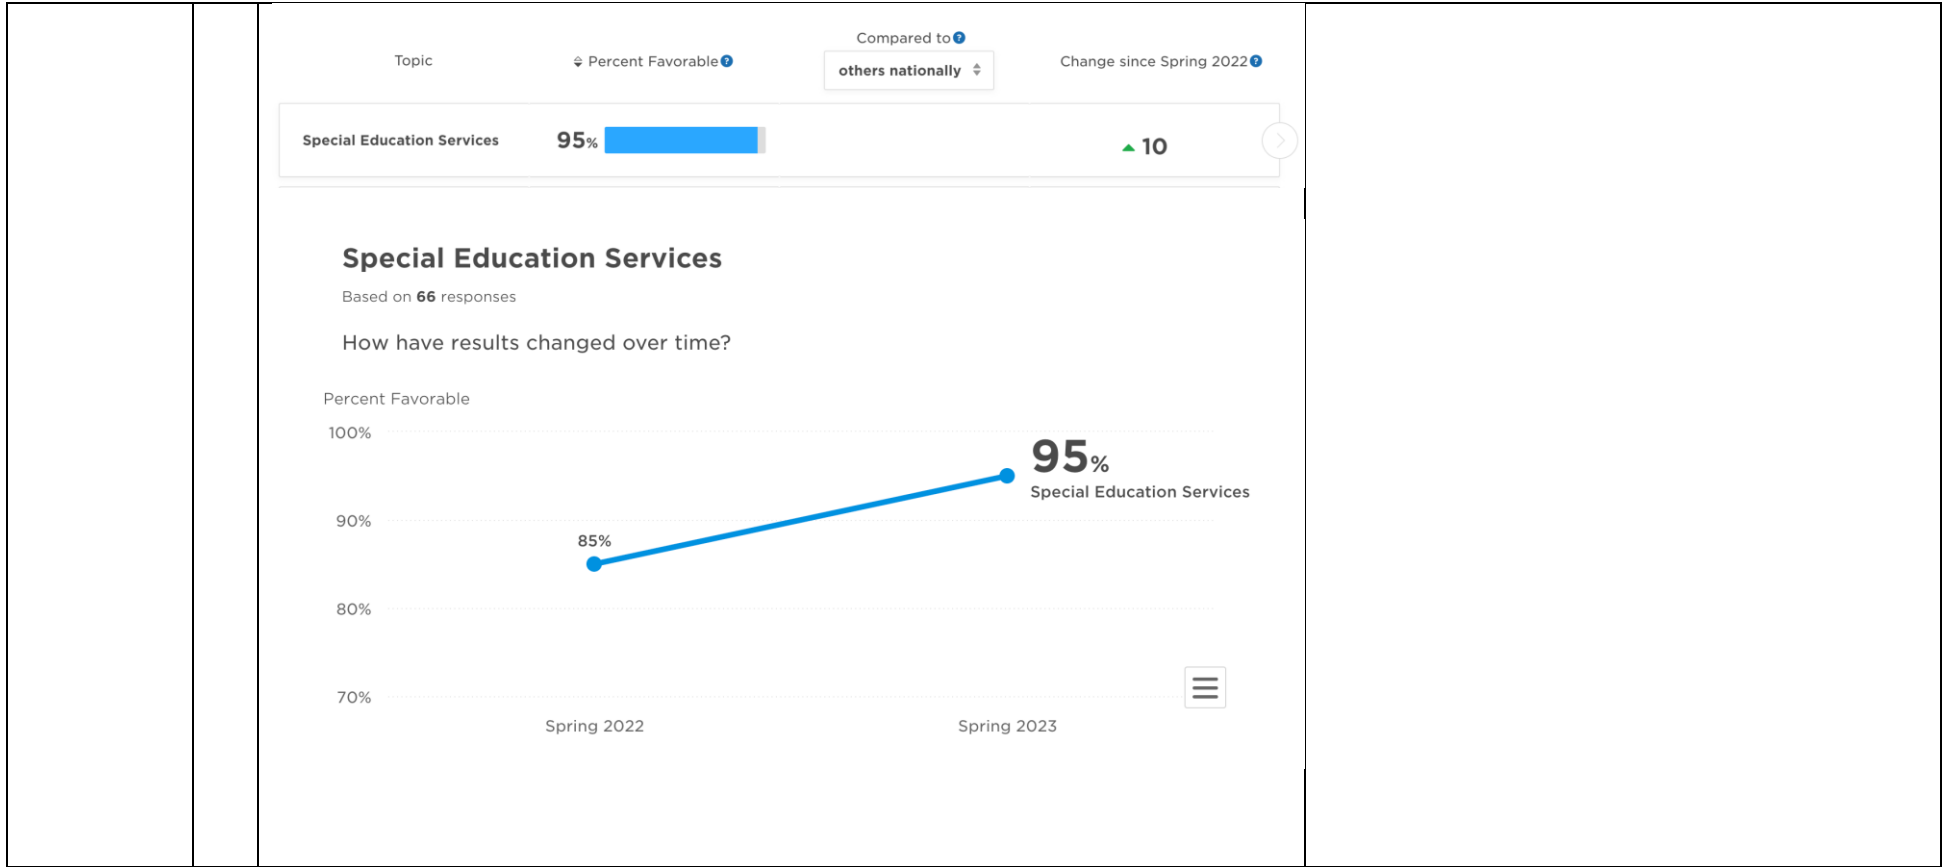 Compared to
Topic
Percent Favorable
others nationally
Change since Spring 2022
Special Education Services
95%
10
Special Education Services
Based on 66 responses
How have results changed over time?
Percent Favorable
100%
95%
Special Education Services
90%
85%
80%
70%
Spring 2022
Spring 2023